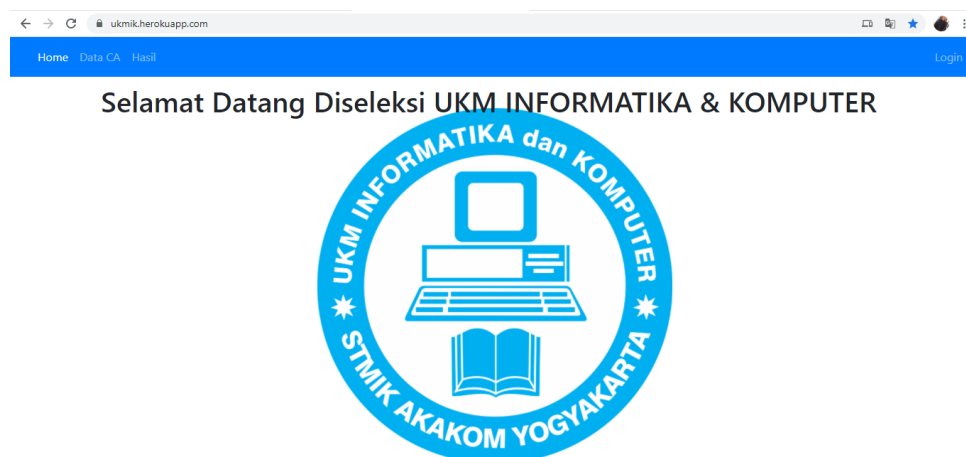 ukmik.herokuapp.com
Home Data CA Hasil Login
Selamat Datang Diseleksi UKM INFORMATIKA & KOMPUTER
UKM INFORMATIKA dan KOMPUTER
STMIK AKAKOM YOGYAKARTA